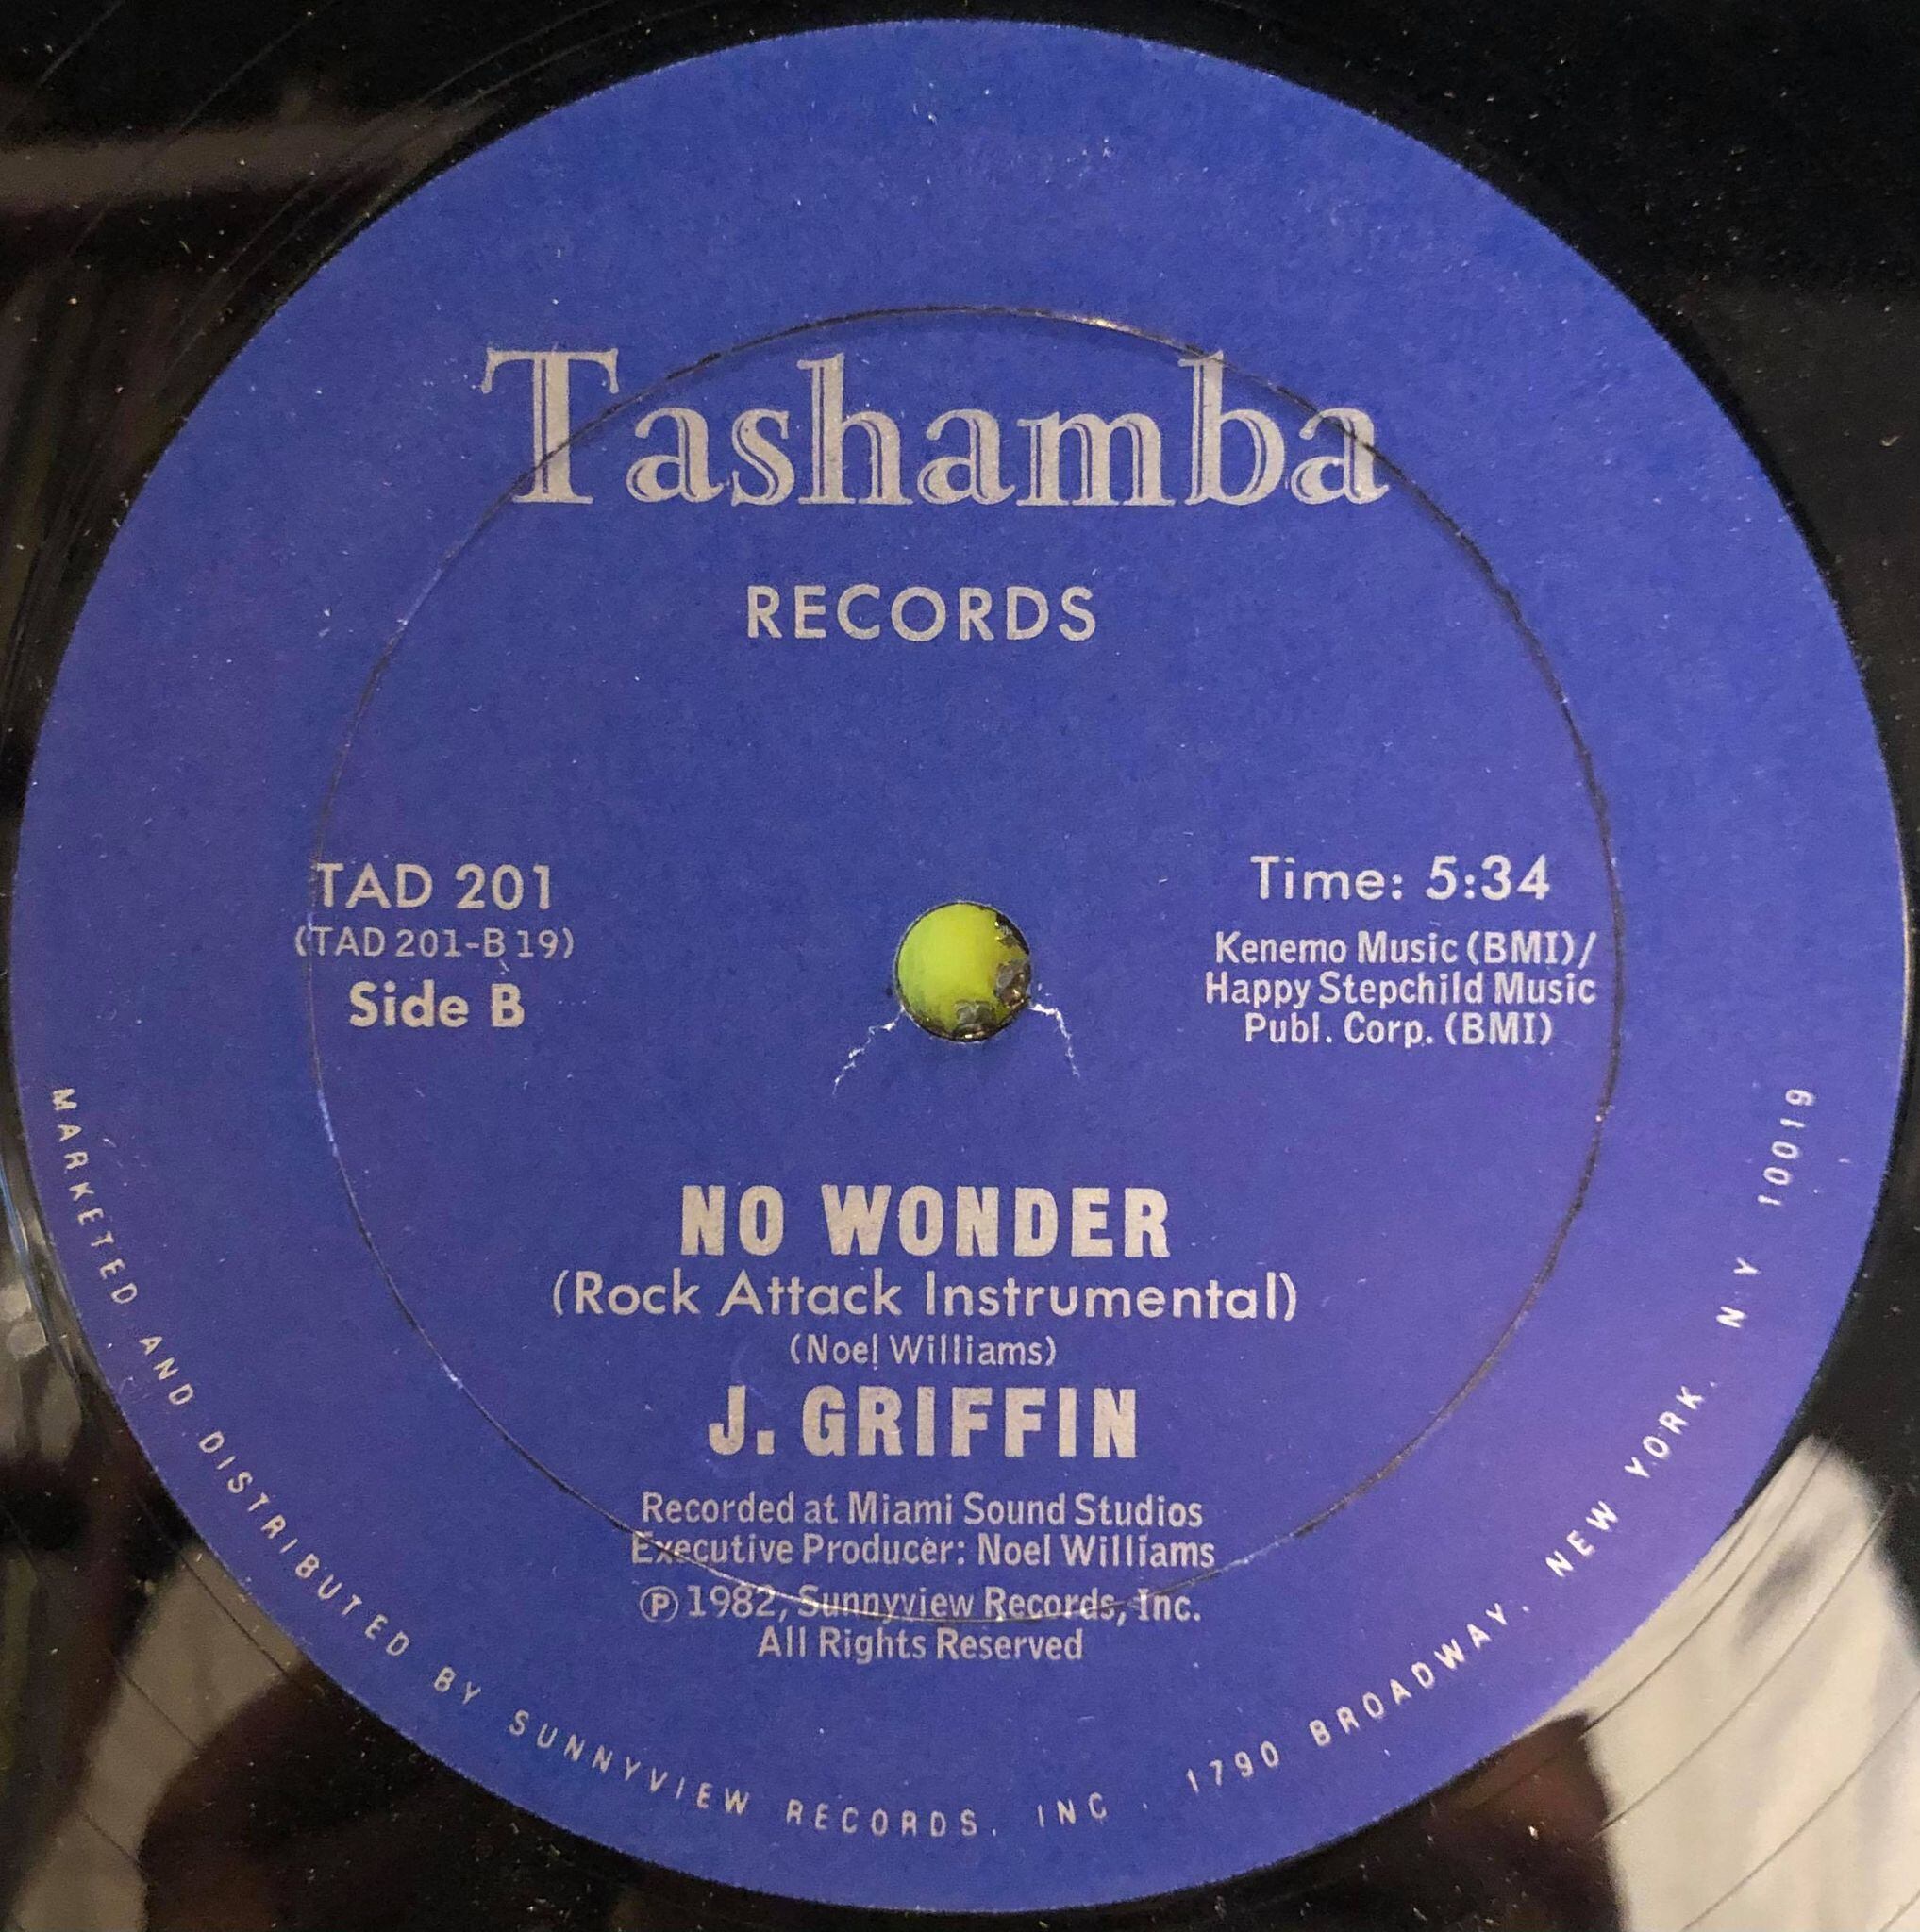 Tashamba
RECORDS
TAD 201
(TAD 201-B 19)
Side B
Time: 5:34
Kenemo Music (BMI)/
Happy Stepchild Music
Publ. Corp. (BMI)
NO WONDER
(Rock Attack Instrumental)
(Noel Williams)
J. GRIFFIN
Recorded at Miami Sound Studios
Executive Producer: Noel Williams
℗ 1982, Sunnyview Records, Inc.
All Rights Reserved
MARKETED AND DISTRIBUTED BY SUNNYVIEW RECORDS, INC., 1790 BROADWAY, NEW YORK, N Y 10019